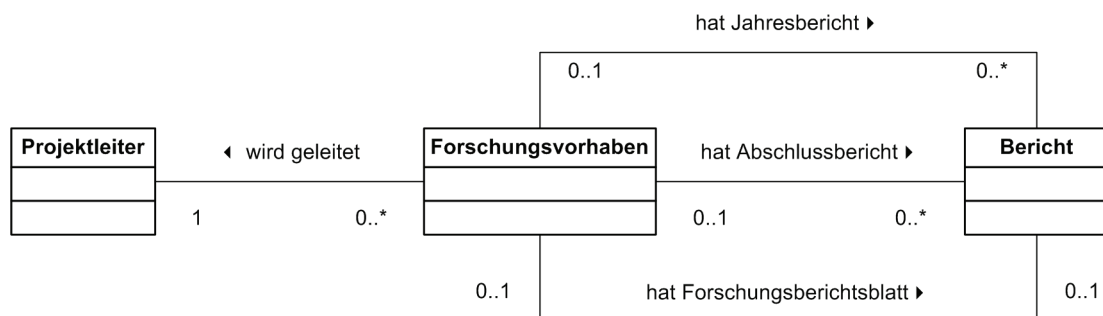 hat Jahresbericht ▸
0..1 0..*
Projektleiter ◂ wird geleitet Forschungsvorhaben hat Abschlussbericht ▸ Bericht
1 0..* 0..1 0..*
0..1 hat Forschungsberichtsblatt ▸ 0..1